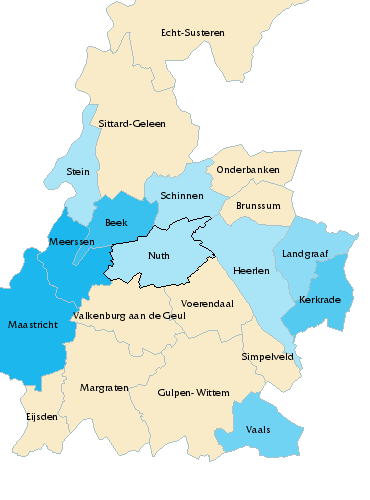 Echt-Susteren
Sittard-Geleen
Stein
Onderbanken
Schinnen
Brunssum
Beek
Meerssen
Nuth
Landgraaf
Heerlen
Kerkrade
Voerendaal
Valkenburg aan de Geul
Maastricht
Simpelveld
Margraten
Gulpen-Wittem
Eijsden
Vaals